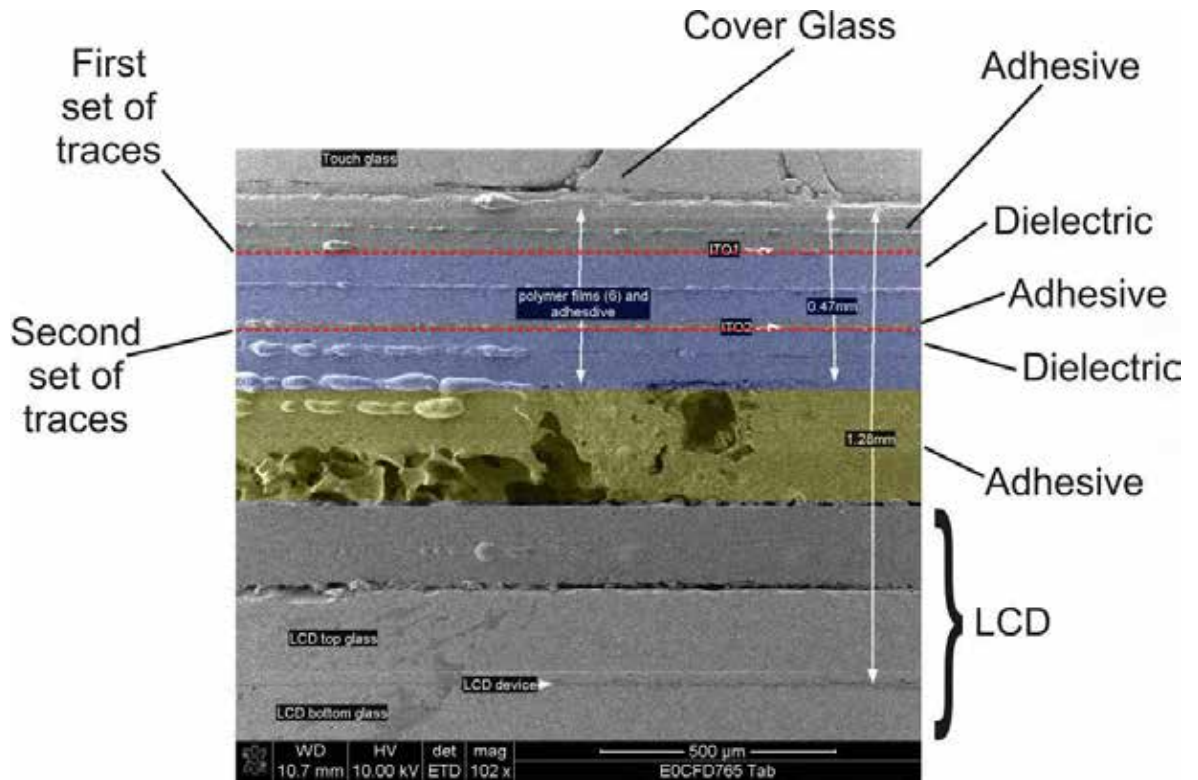 Cover Glass
First
set of
traces
Adhesive
Touch glass
Dielectric
ITO1
polymer films (6) and
adhesdive
0.47mm
Adhesive
ITO2
Second
set of
traces
Dielectric
1.28mm
Adhesive
LCD top glass
LCD
LCD device
LCD bottom glass
WD HV det mag 500 µm
10.7 mm 10.00 kV ETD 102 x E0CFD765 Tab